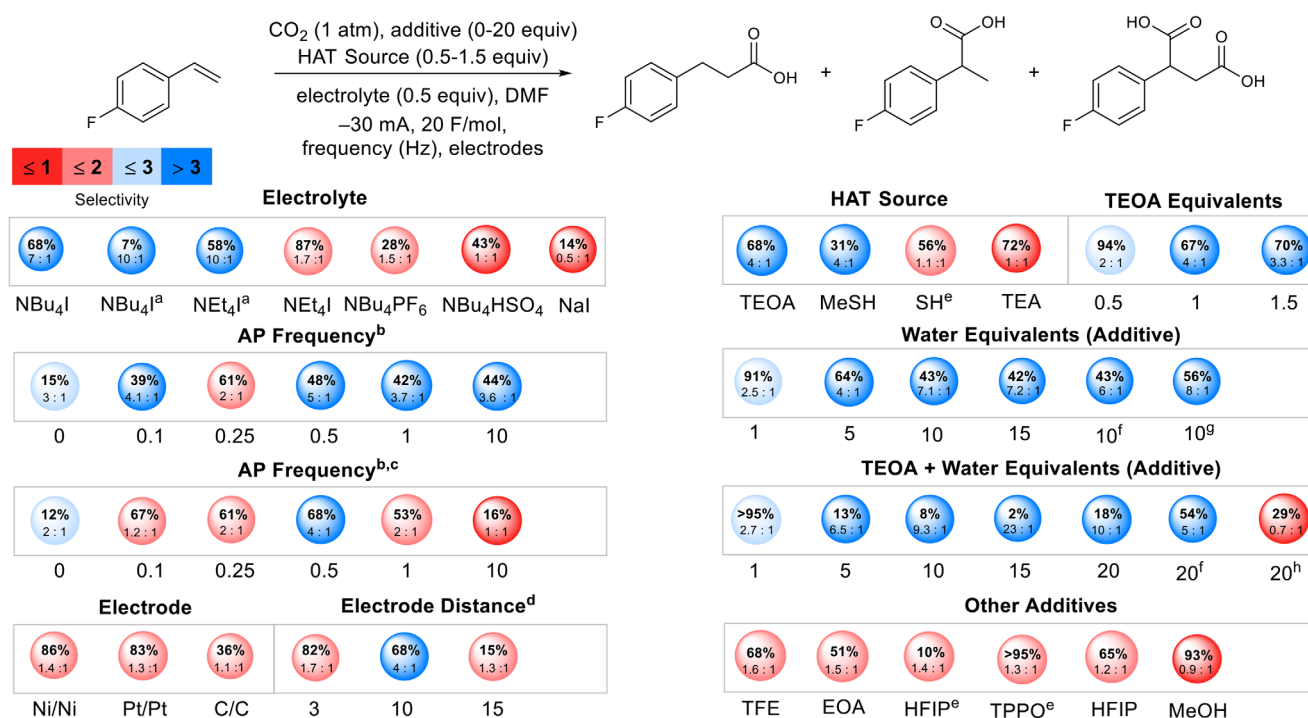 CO2 (1 atm), additive (0-20 equiv)
HAT Source (0.5-1.5 equiv)
electrolyte (0.5 equiv), DMF
–30 mA, 20 F/mol,
frequency (Hz), electrodes
F
+
F
O
OH
+
F
O
OH
+
F
HO
O
O
OH
≤ 1 ≤ 2 ≤ 3 > 3
Selectivity
Electrolyte
68% 7% 58% 87% 28% 43% 14%
7 : 1 10 :1 10 :1 1.7 :1 1.5 : 1 1 : 1 0.5 : 1
NBu4I NBu4Iᵃ NEt4Iᵃ NEt4I NBu4PF6 NBu4HSO4 NaI
AP Frequencyᵇ
15% 39% 61% 48% 42% 44%
3 : 1 4.1 : 1 2 : 1 5 : 1 3.7 : 1 3.6 : 1
0 0.1 0.25 0.5 1 10
AP Frequencyᵇ,ᶜ
12% 67% 61% 68% 53% 16%
2 : 1 1.2 : 1 2 : 1 4 : 1 2 : 1 1 : 1
0 0.1 0.25 0.5 1 10
Electrode
86% 83% 36%
1.4 :1 1.3 :1 1.1 :1
Ni/Ni Pt/Pt C/C
Electrode Distanceᵈ
82% 68% 15%
1.7 : 1 4 : 1 1.3 :1
3 10 15
HAT Source
68% 31% 56% 72%
4 : 1 4 :1 1.1 :1 1 : 1
TEOA MeSH SHᵉ TEA
TEOA Equivalents
94% 67% 70%
2 : 1 4 : 1 3.3 : 1
0.5 1 1.5
Water Equivalents (Additive)
91% 64% 43% 42% 43% 56%
2.5 : 1 4 : 1 7.1 : 1 7.2 : 1 6 : 1 8 : 1
1 5 10 15 10ᶠ 10ᵍ
TEOA + Water Equivalents (Additive)
>95% 13% 8% 2% 18% 54% 29%
2.7 : 1 6.5 : 1 9.3 : 1 23 : 1 10 : 1 5 : 1 0.7 : 1
1 5 10 15 20 20ᶠ 20ʰ
Other Additives
68% 51% 10% >95% 65% 93%
1.6 : 1 1.5 : 1 1.4 : 1 1.3 : 1 1.2 : 1 0.9 : 1
TFE EOA HFIPᵉ TPPOᵉ HFIP MeOH